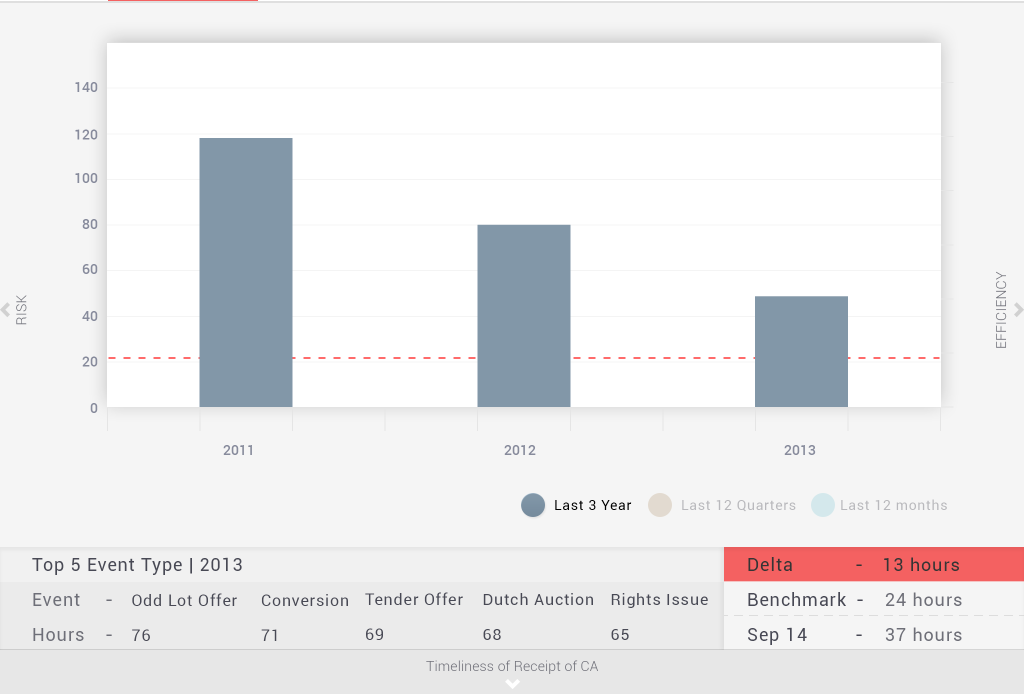 140
120
100
80
60
40
20
0
RISK
EFFICIENCY
2011 2012 2013
Last 3 Year Last 12 Quarters Last 12 months
Top 5 Event Type | 2013
Event - Odd Lot Offer Conversion Tender Offer Dutch Auction Rights Issue
Hours - 76 71 69 68 65
Delta - 13 hours
Benchmark - 24 hours
Sep 14 - 37 hours
Timeliness of Receipt of CA